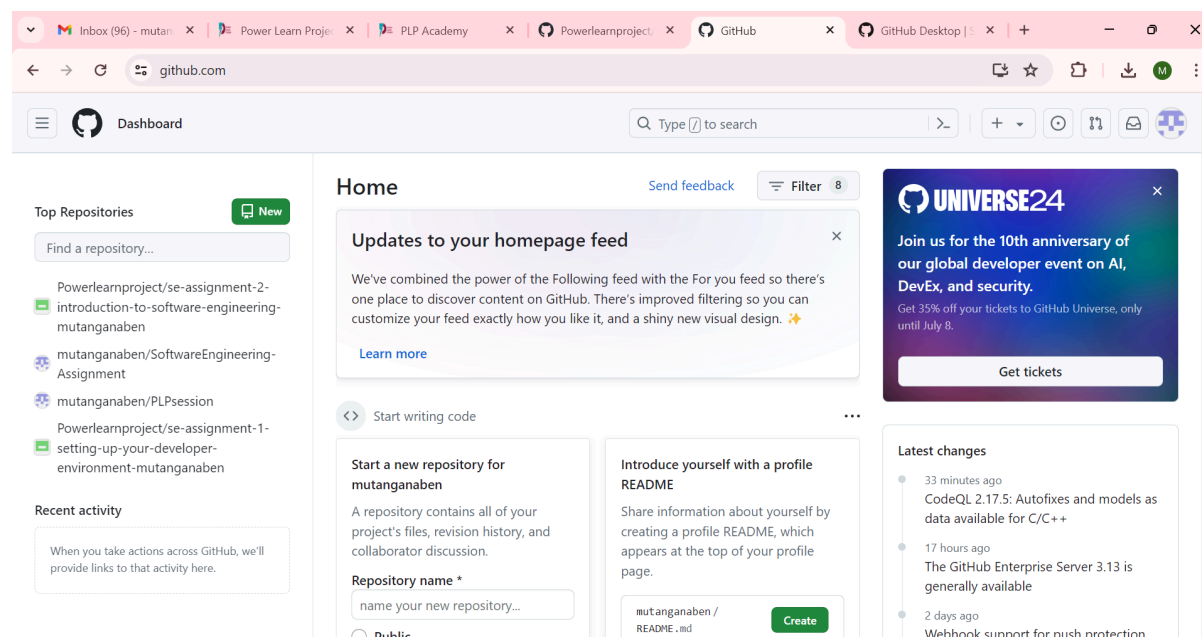 Inbox (96) - mutan
Power Learn Projec
PLP Academy
Powerlearnproject/
GitHub
GitHub Desktop | S
github.com
M
Dashboard
Type / to search
Top Repositories
New
Find a repository...
Powerlearnproject/se-assignment-2-
introduction-to-software-engineering-
mutanganaben
mutanganaben/SoftwareEngineering-
Assignment
mutanganaben/PLPsession
Powerlearnproject/se-assignment-1-
setting-up-your-developer-
environment-mutanganaben
Recent activity
When you take actions across GitHub, we'll
provide links to that activity here.
Home
Send feedback
Filter 8
Updates to your homepage feed
We've combined the power of the Following feed with the For you feed so there's
one place to discover content on GitHub. There's improved filtering so you can
customize your feed exactly how you like it, and a shiny new visual design. ✨
Learn more
Start writing code
Start a new repository for
mutanganaben
A repository contains all of your
project's files, revision history, and
collaborator discussion.
Repository name *
name your new repository...
Public
Introduce yourself with a profile
README
Share information about yourself by
creating a profile README, which
appears at the top of your profile
page.
mutanganaben /
README.md
Create
UNIVERSE24
Join us for the 10th anniversary of
our global developer event on AI,
DevEx, and security.
Get 35% off your tickets to GitHub Universe, only
until July 8.
Get tickets
Latest changes
33 minutes ago
CodeQL 2.17.5: Autofixes and models as
data available for C/C++
17 hours ago
The GitHub Enterprise Server 3.13 is
generally available
2 days ago
Webhook support for push protection